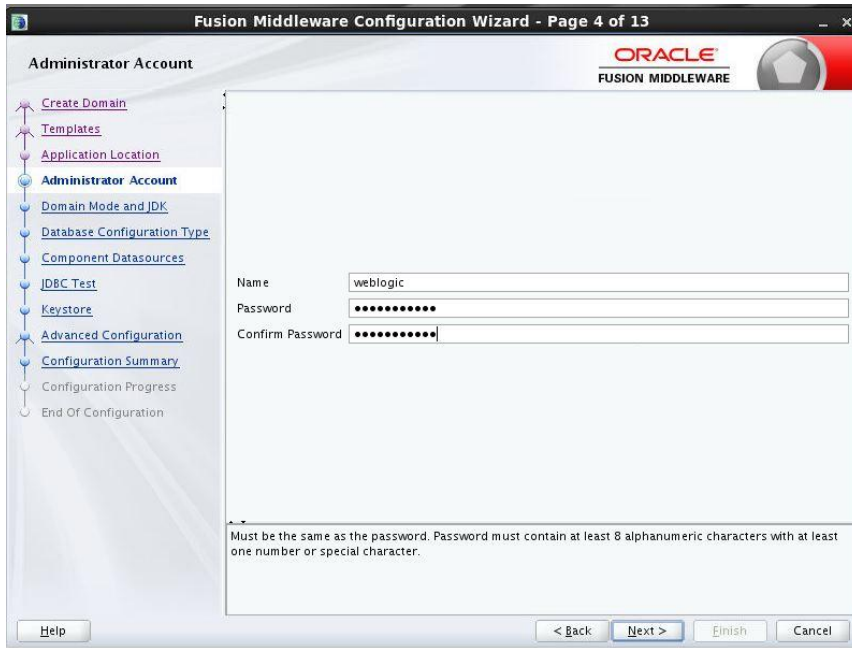 Fusion Middleware Configuration Wizard - Page 4 of 13
Administrator Account
ORACLE
FUSION MIDDLEWARE
Create Domain
Templates
Application Location
Administrator Account
Domain Mode and JDK
Database Configuration Type
Component Datasources
JDBC Test
Keystore
Advanced Configuration
Configuration Summary
Configuration Progress
End Of Configuration
Name weblogic
Password •••••••••••
Confirm Password •••••••••••
Must be the same as the password. Password must contain at least 8 alphanumeric characters with at least
one number or special character.
Help < Back Next > Finish Cancel